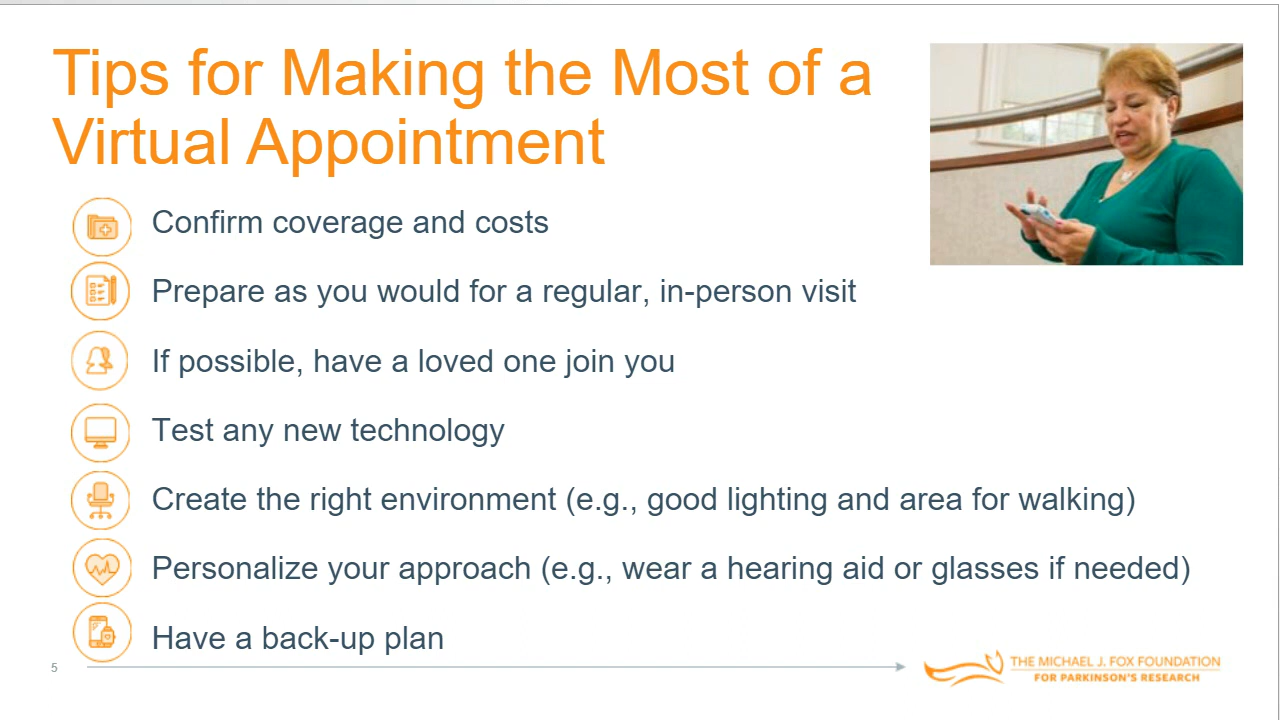 Tips for Making the Most of a
Virtual Appointment
Confirm coverage and costs
Prepare as you would for a regular, in-person visit
If possible, have a loved one join you
Test any new technology
Create the right environment (e.g., good lighting and area for walking)
Personalize your approach (e.g., wear a hearing aid or glasses if needed)
Have a back-up plan
5
THE MICHAEL J. FOX FOUNDATION
FOR PARKINSON'S RESEARCH